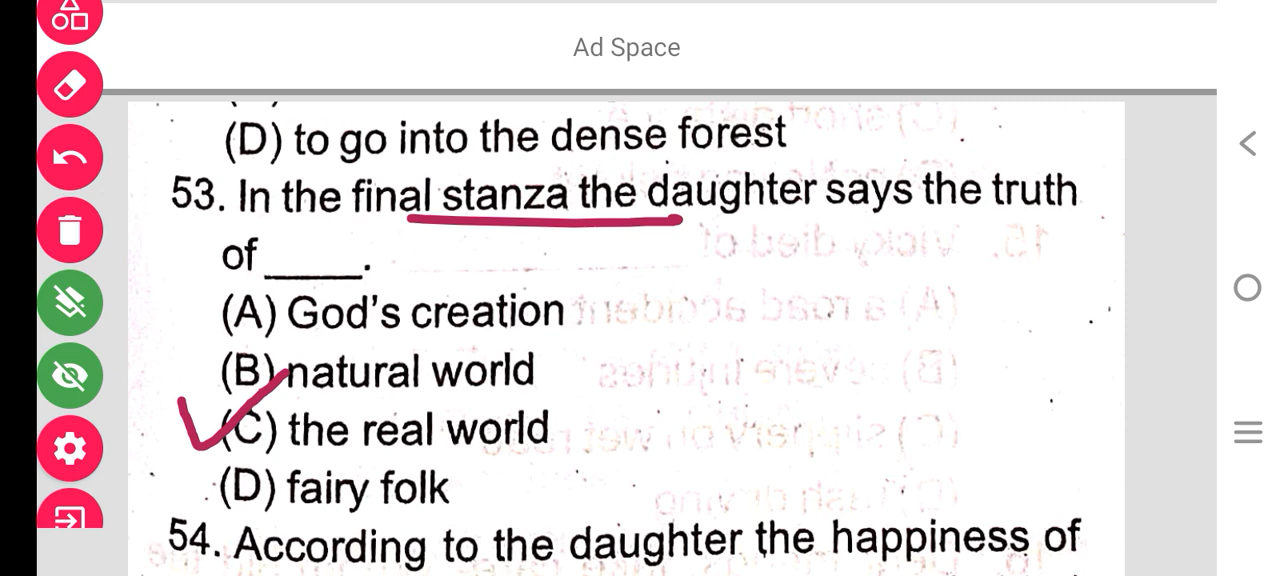 Ad Space
(D) to go into the dense forest
53. In the final stanza the daughter says the truth
of _____.
(A) God's creation
(B) natural world
(C) the real world
(D) fairy folk
54. According to the daughter the happiness of